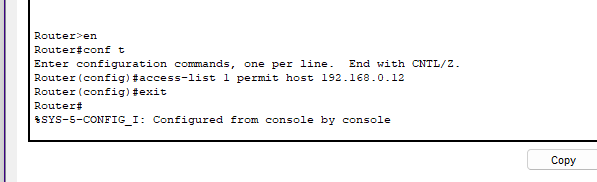 Router>en
Router#conf t
Enter configuration commands, one per line.  End with CNTL/Z.
Router(config)#access-list 1 permit host 192.168.0.12
Router(config)#exit
Router#
%SYS-5-CONFIG_I: Configured from console by console
Copy